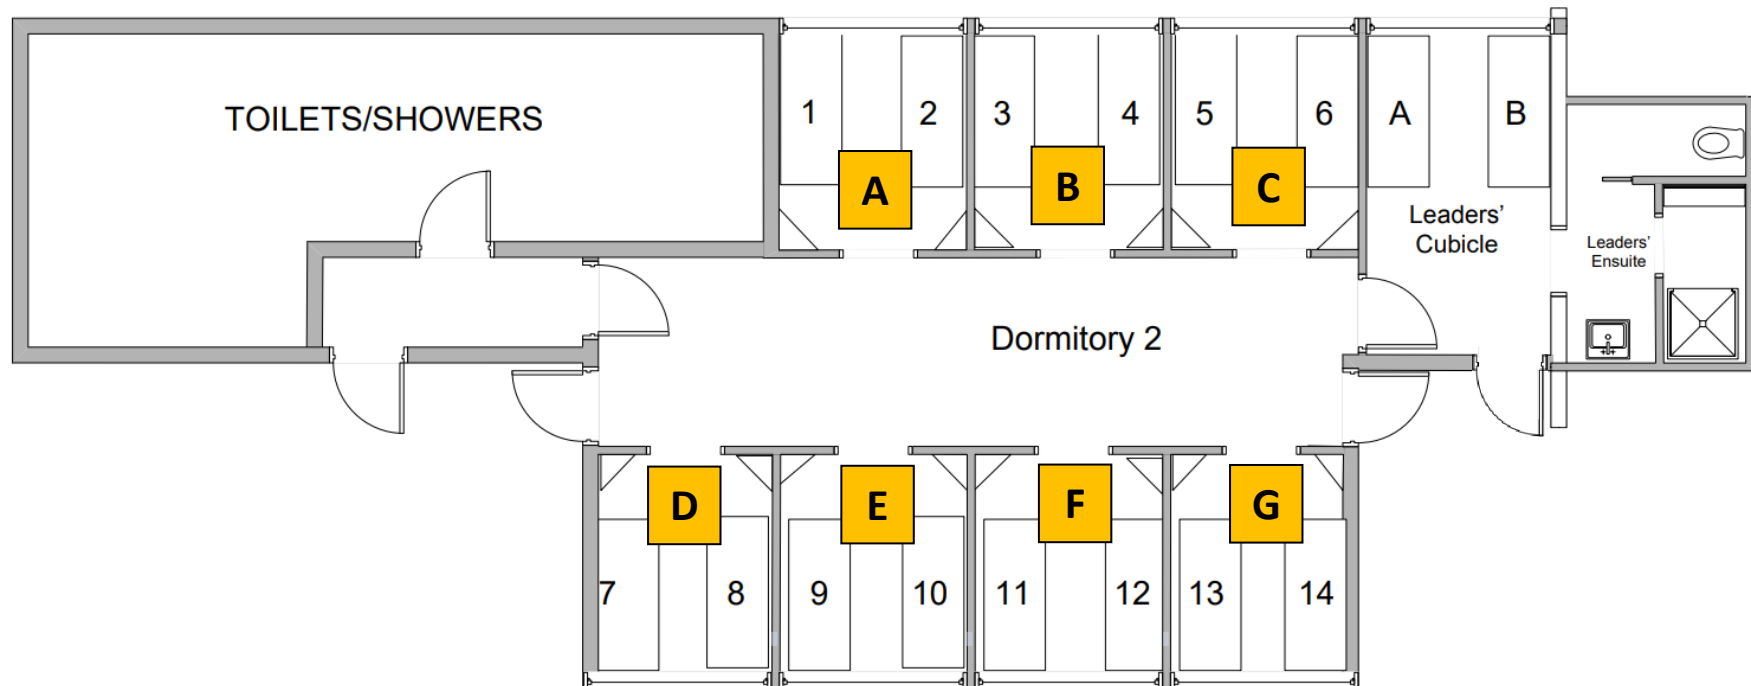 TOILETS/SHOWERS
1 2 3 4 5 6 A B
A B C
Leaders’
Cubicle
Leaders’
Ensuite
Dormitory 2
D E F G
7 8 9 10 11 12 13 14